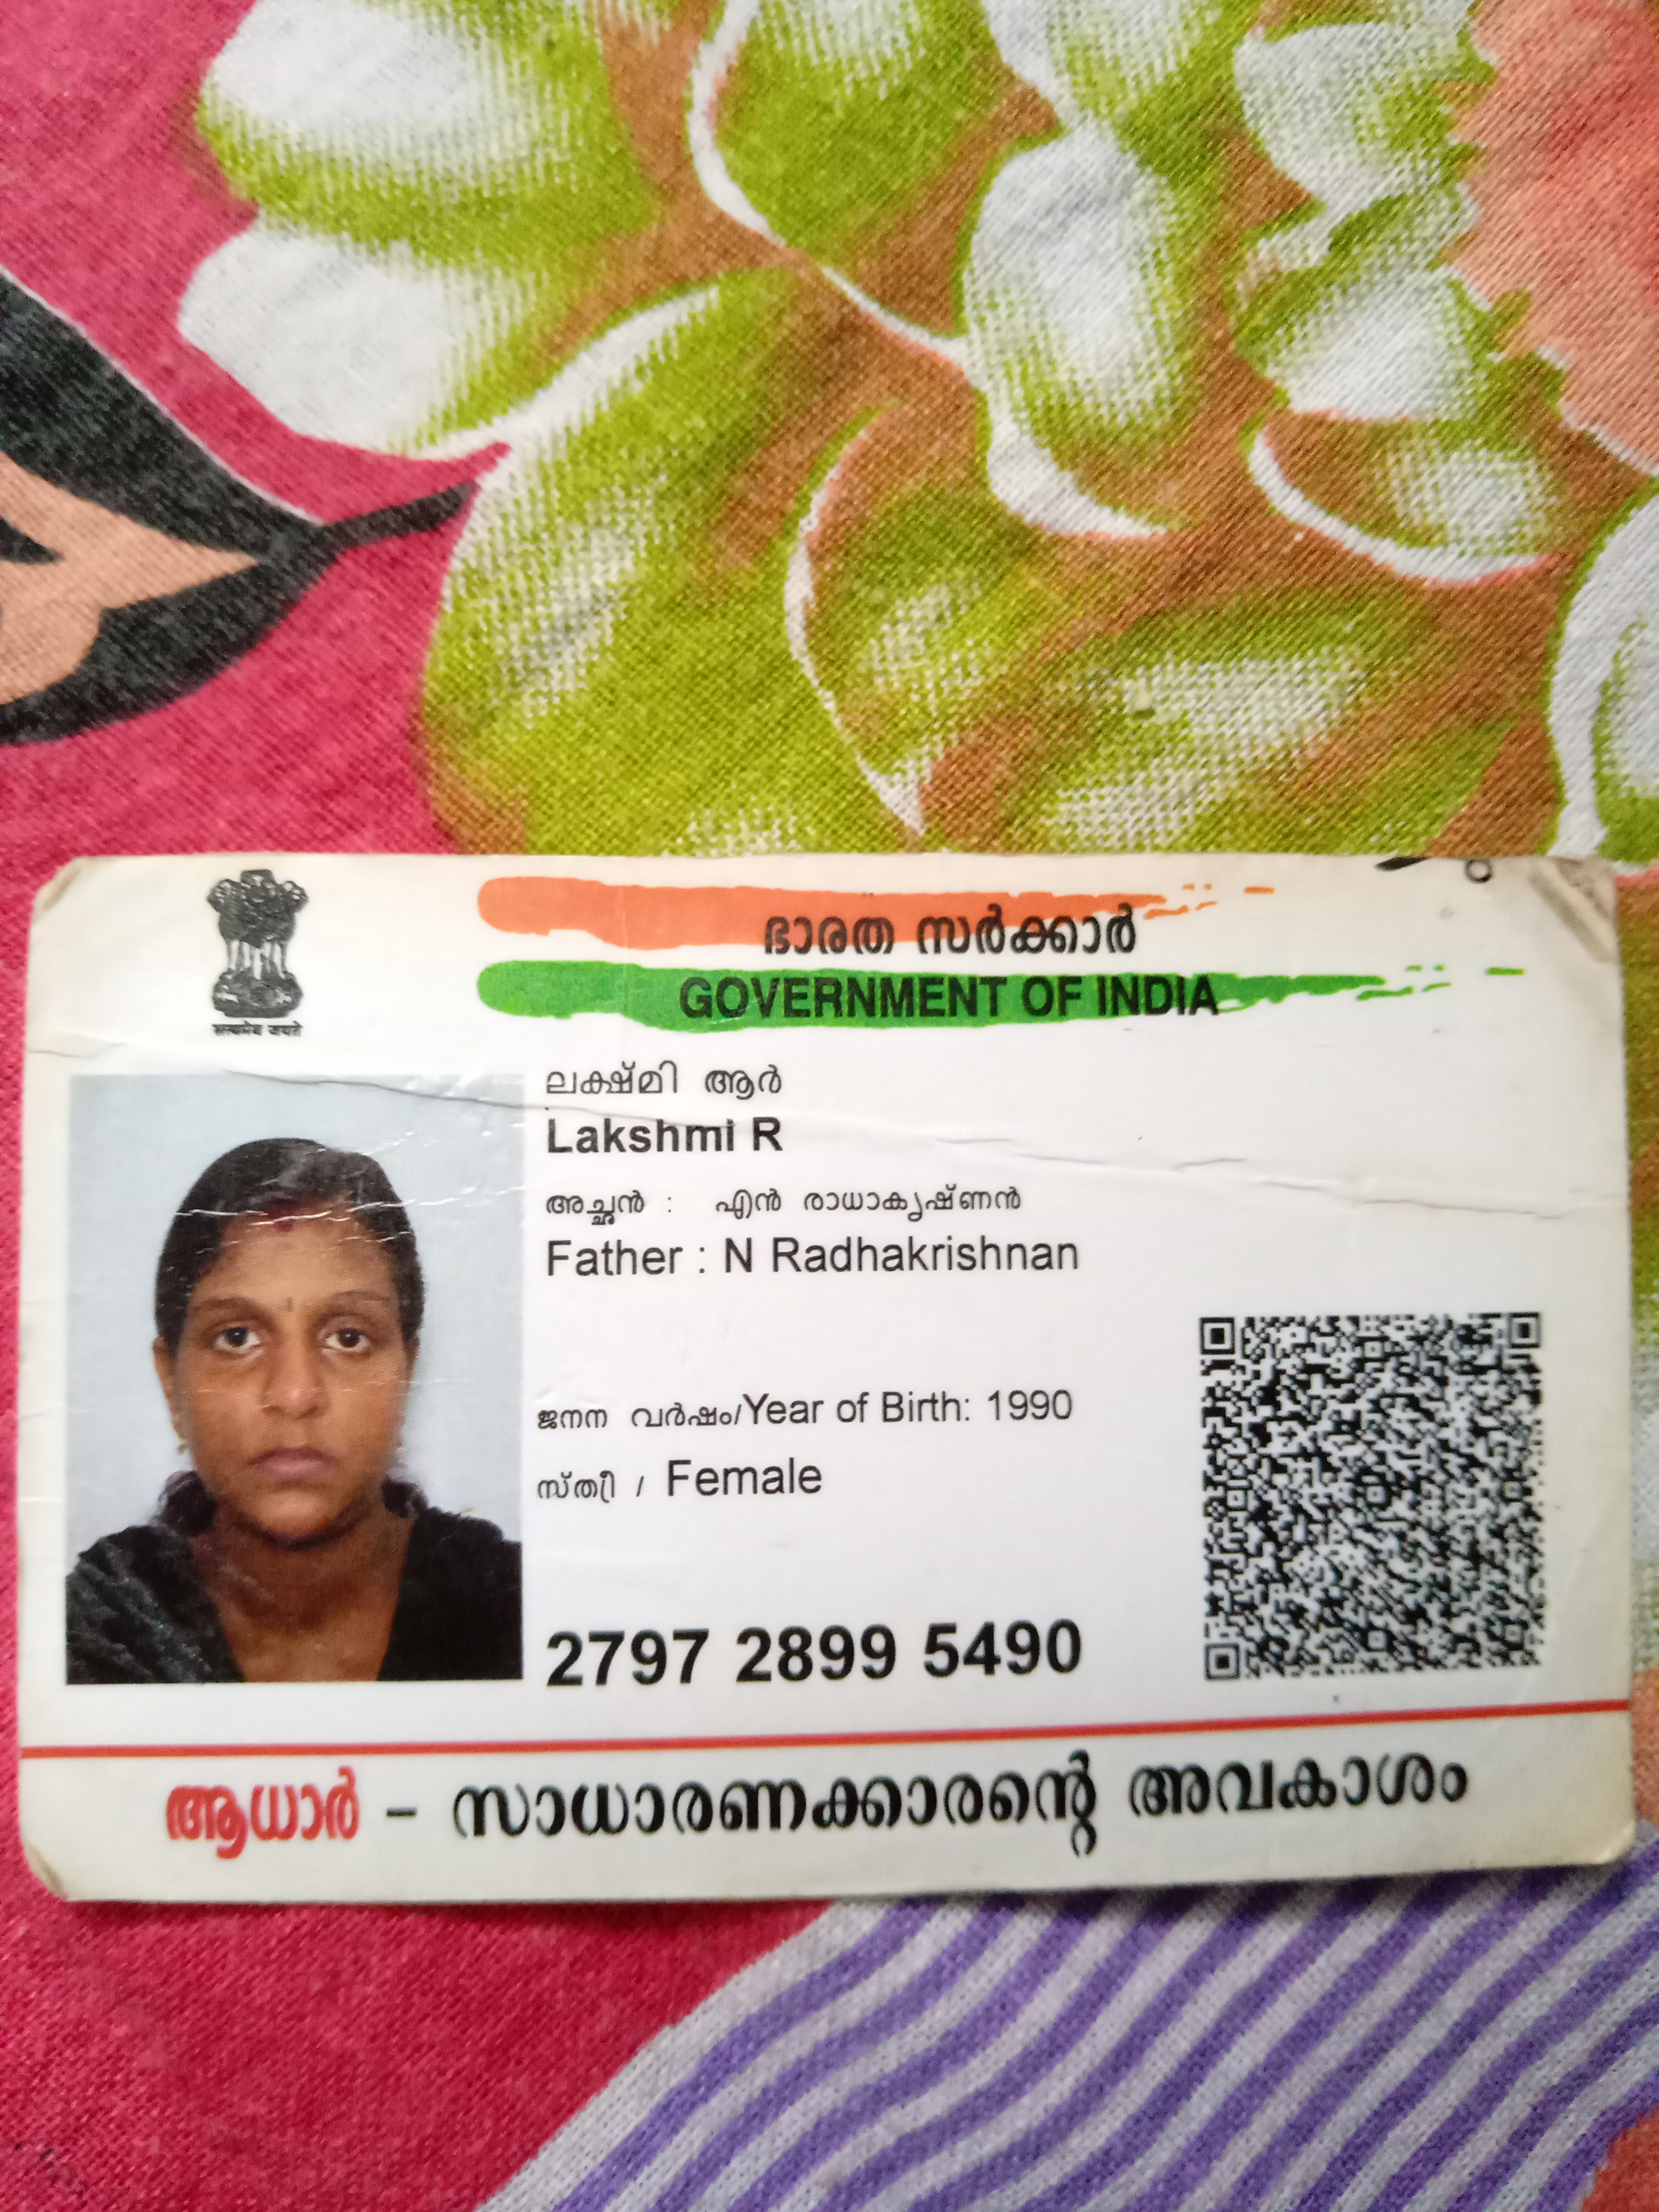 ഭാരത സർക്കാർ
GOVERNMENT OF INDIA
सत्यमेव जयते
ലക്ഷ്മി ആർ
Lakshmi R
അച്ഛൻ : എൻ രാധാകൃഷ്ണൻ
Father : N Radhakrishnan
ജനന വർഷം/Year of Birth: 1990
സ്ത്രീ / Female
2797 2899 5490
ആധാർ - സാധാരണക്കാരന്റെ അവകാശം